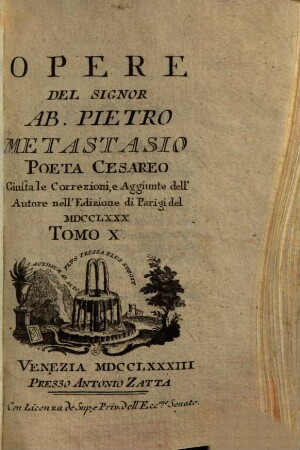 OPERE
DEL SIGNOR
AB. PIETRO
METASTASIO
POETA CESAREO
Giusta le Correzioni, e Aggiunte dell'
Autore nell'Edizione di Parigi del
MDCCLXXX
TOMO X
VENEZIA MDCCLXXXIII
PRESSO ANTONIO ZATTA
Con Licenza de Sup, e Priv. dell'Ecc.mo Senato.